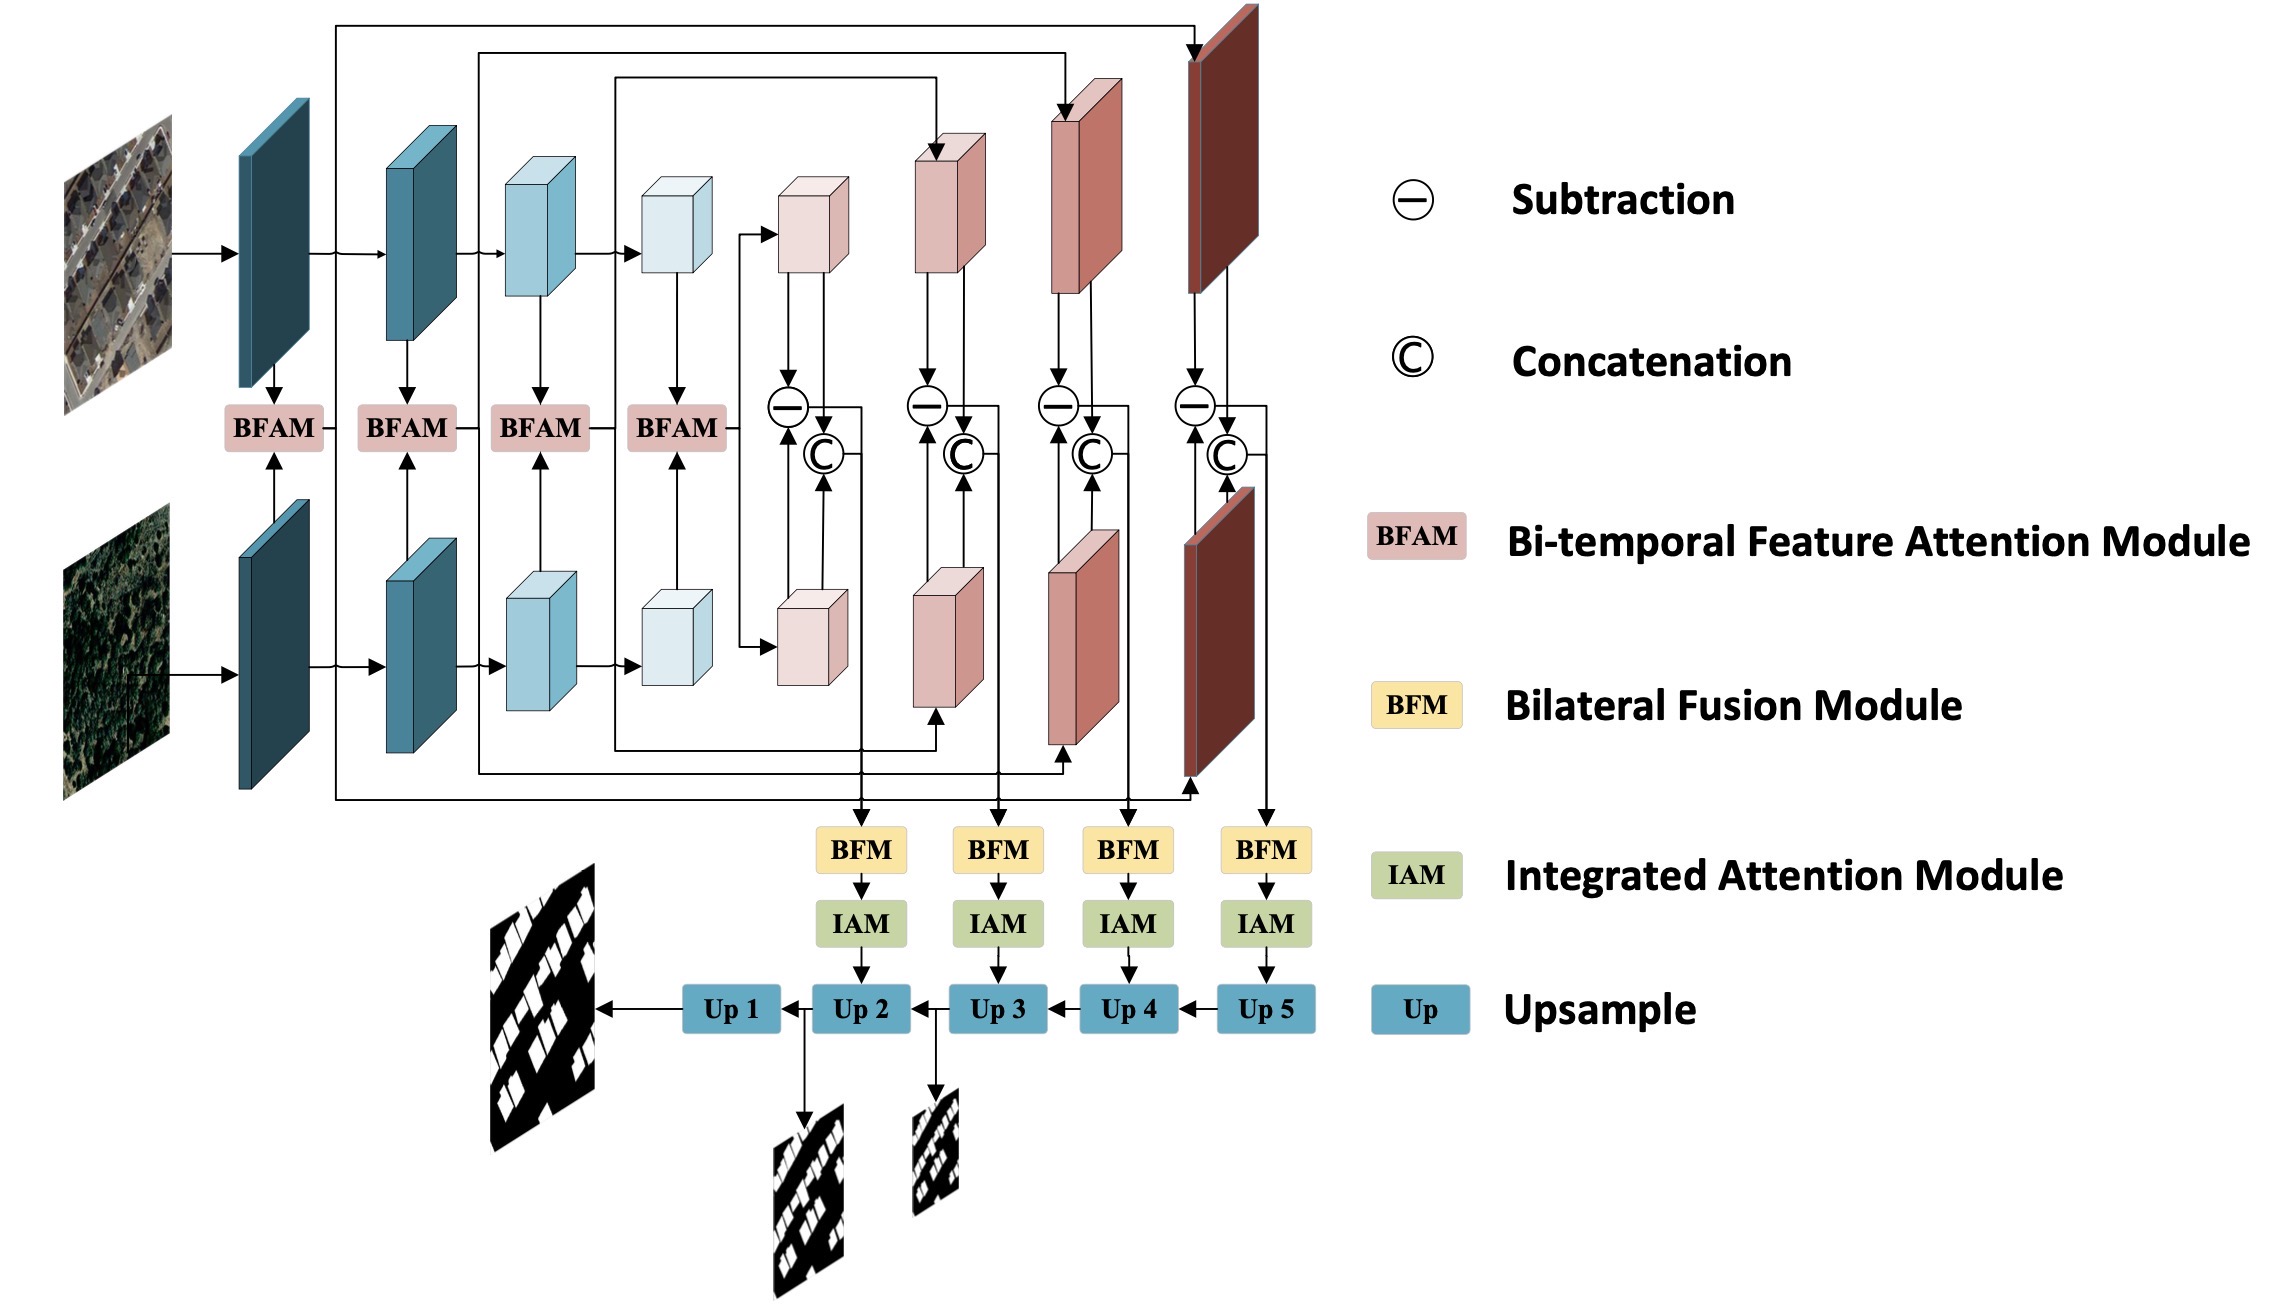 BFAM BFAM BFAM BFAM
C C C C
BFM BFM BFM BFM
IAM IAM IAM IAM
Up 1 Up 2 Up 3 Up 4 Up 5
Subtraction
C Concatenation
BFAM Bi-temporal Feature Attention Module
BFM Bilateral Fusion Module
IAM Integrated Attention Module
Up Upsample